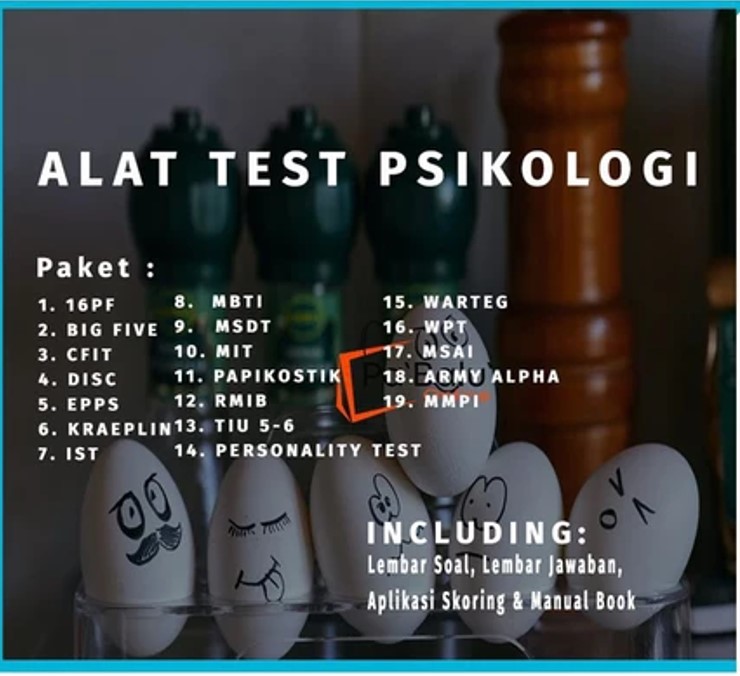 ALAT TEST PSIKOLOGI
Paket :
1. 16PF
2. BIG FIVE
3. CFIT
4. DISC
5. EPPS
6. KRAEPLIN
7. IST
8. MBTI
9. MSDT
10. MIT
11. PAPIKOSTIK
12. RMIB
13. TIU 5-6
14. PERSONALITY TEST
15. WARTEG
16. WPT
17. MSAI
18. ARMY ALPHA
19. MMPI
INCLUDING:
Lembar Soal, Lembar Jawaban,
Aplikasi Skoring & Manual Book